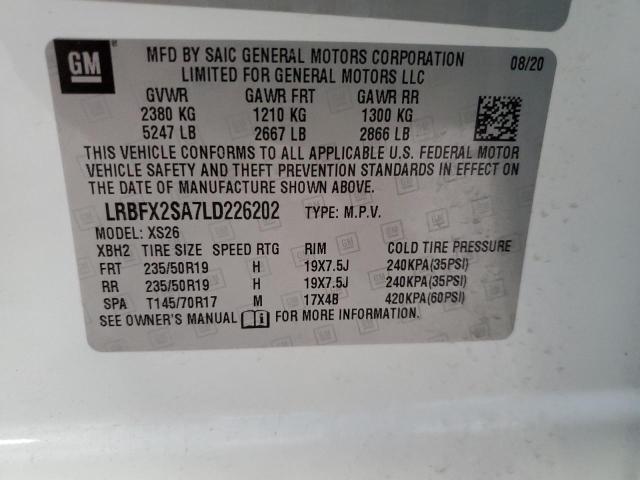 GM
MFD BY SAIC GENERAL MOTORS CORPORATION 08/20
LIMITED FOR GENERAL MOTORS LLC
GVWR GAWR FRT GAWR RR
2380 KG 1210 KG 1300 KG
5247 LB 2667 LB 2866 LB
THIS VEHICLE CONFORMS TO ALL APPLICABLE U.S. FEDERAL MOTOR
VEHICLE SAFETY AND THEFT PREVENTION STANDARDS IN EFFECT ON
THE DATE OF MANUFACTURE SHOWN ABOVE.
LRBFX2SA7LD226202 TYPE: M.P.V.
MODEL: XS26
XBH2 TIRE SIZE SPEED RTG RIM COLD TIRE PRESSURE
FRT 235/50R19 H 19X7.5J 240KPA(35PSI)
RR 235/50R19 H 19X7.5J 240KPA(35PSI)
SPA T145/70R17 M 17X4B 420KPA(60PSI)
SEE OWNER'S MANUAL FOR MORE INFORMATION.